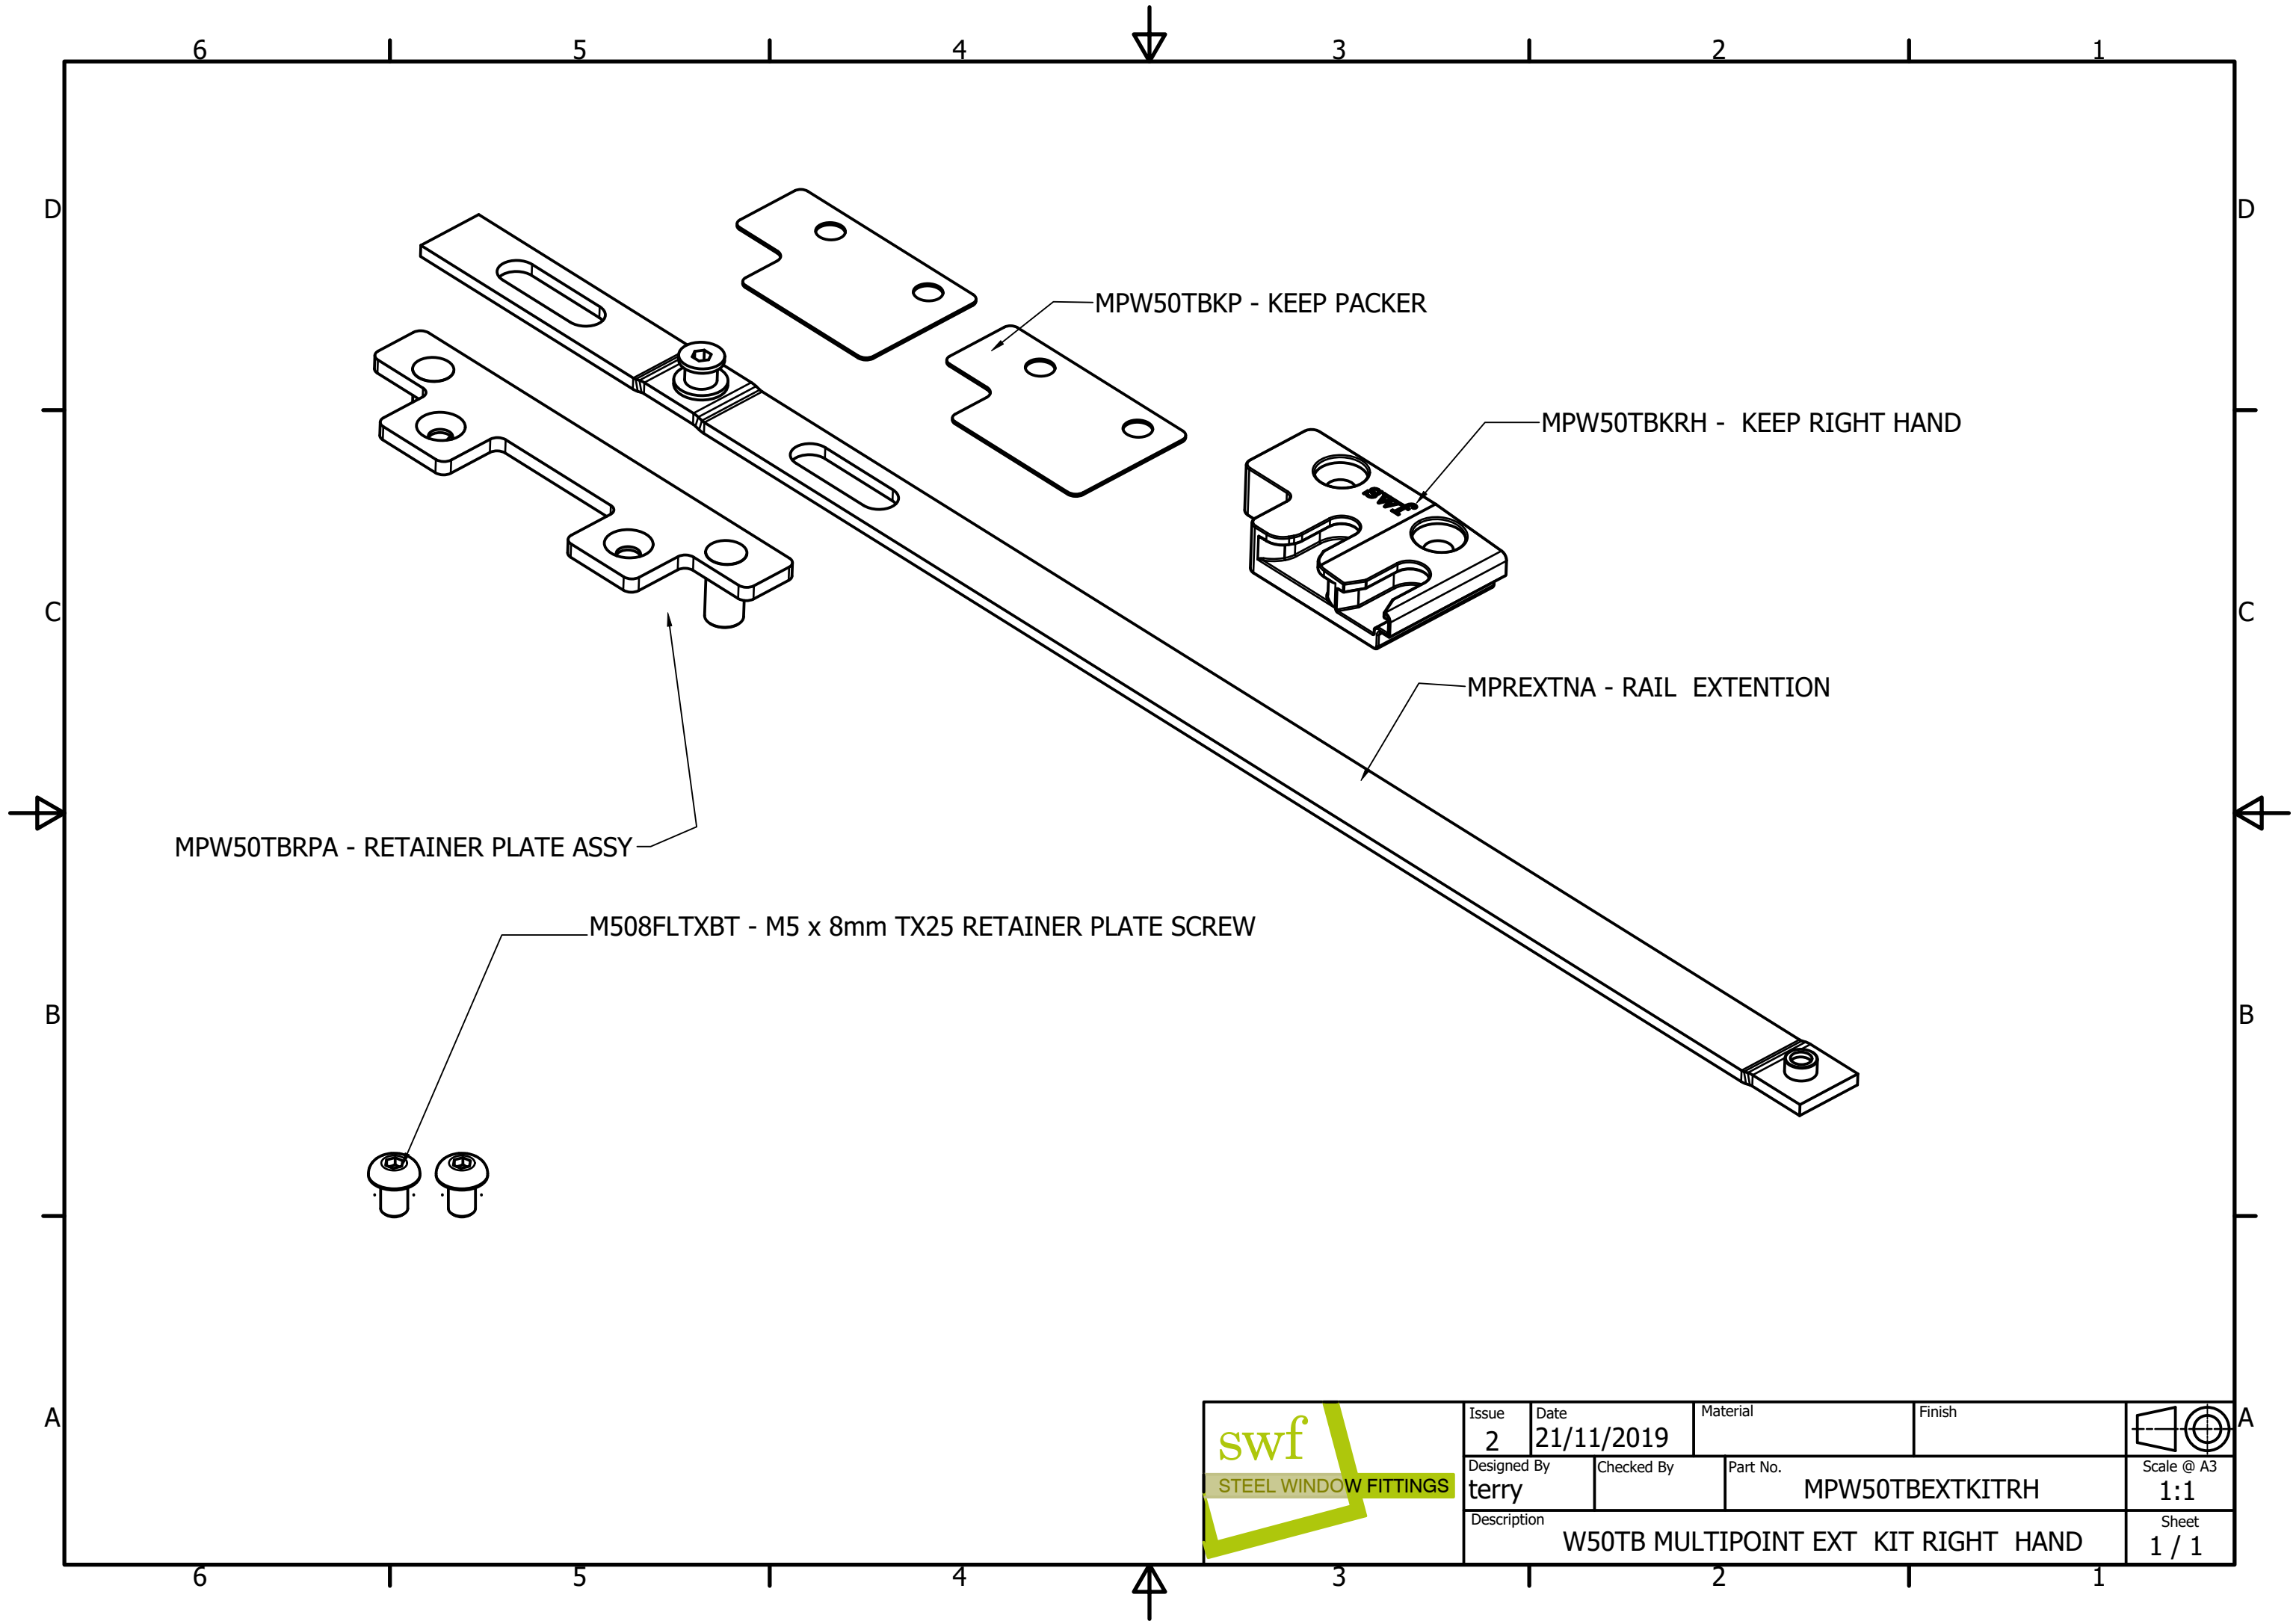 6 5 4 3 2 1
D D
MPW50TBKP - KEEP PACKER
MPW50TBKRH - KEEP RIGHT HAND
swf
C C
MPREXTNA - RAIL EXTENTION
MPW50TBRPA - RETAINER PLATE ASSY
M508FLTXBT - M5 x 8mm TX25 RETAINER PLATE SCREW
B B
A A
swf
STEEL WINDOW FITTINGS
Issue
2
Date
21/11/2019
Material
Finish
Designed By
terry
Checked By
Part No.
MPW50TBEXTKITRH
Scale @ A3
1:1
Description
W50TB MULTIPOINT EXT KIT RIGHT HAND
Sheet
1 / 1
6 5 4 3 2 1